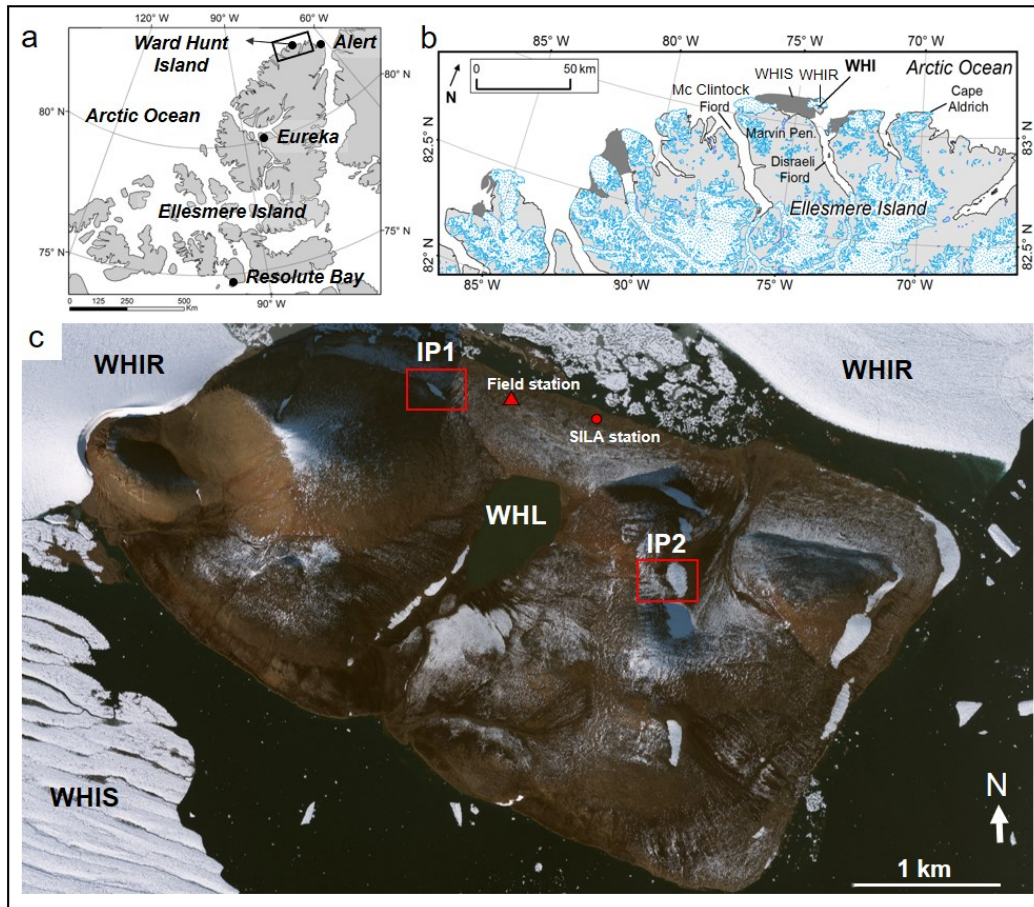 a
120° W
90° W
60° W
Ward Hunt
Island
Alert
80° N
80° N
Arctic Ocean
Eureka
Ellesmere Island
75° N
75° N
Resolute Bay
90° W
0 125 250 500
Km
b
85° W
80° W
75° W
70° W
0 50 km
N
WHIS WHIR
WHI
Arctic Ocean
Mc Clintock
Fiord
Cape
Aldrich
Marvin Pen.
Disraeli
Fiord
82.5° N
83° N
Ellesmere Island
82° N
82.5° N
85° W
80° W
75° W
70° W
c
WHIR
IP1
WHIR
Field station
SILA station
WHL
IP2
WHIS
N
1 km